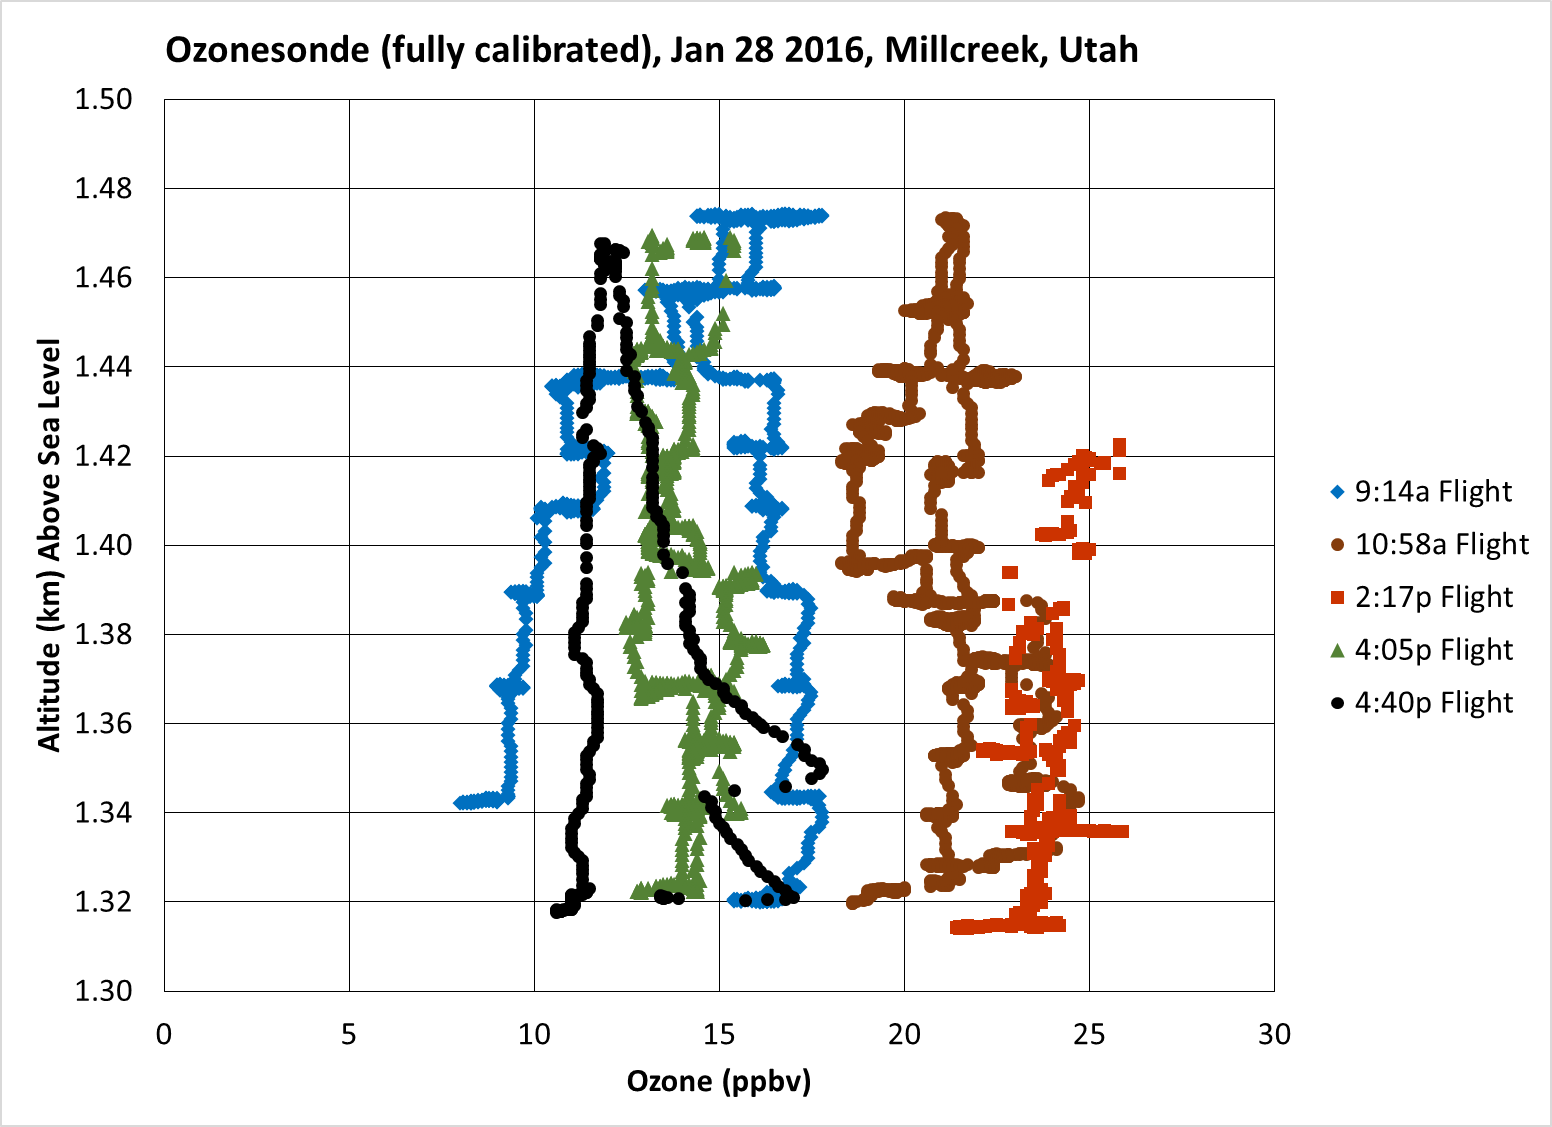 Ozonesonde (fully calibrated), Jan 28 2016, Millcreek, Utah
1.50
1.48
1.46
1.44
1.42
1.40
1.38
1.36
1.34
1.32
1.30
Altitude (km) Above Sea Level
0 5 10 15 20 25 30
Ozone (ppbv)
9:14a Flight
10:58a Flight
2:17p Flight
4:05p Flight
4:40p Flight